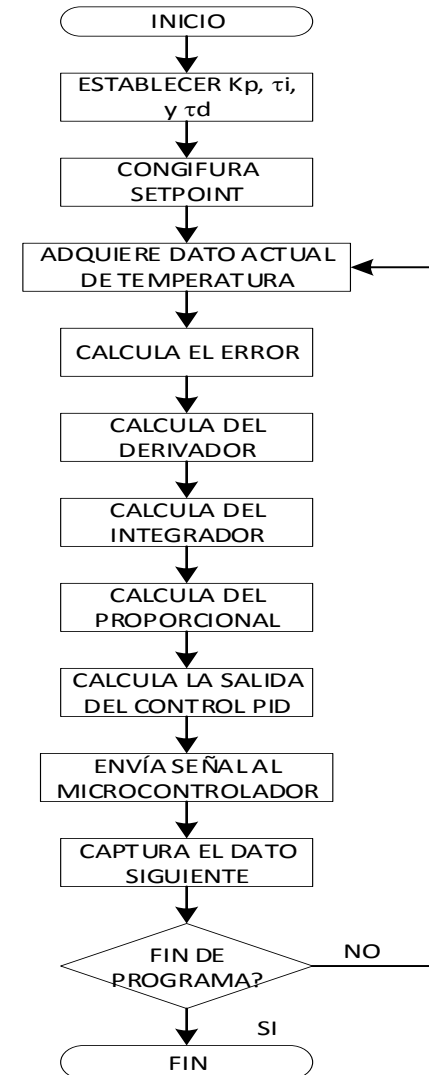 INICIO
ESTABLECER Kp, τi,
y τd
CONGIFURA
SETPOINT
ADQUIERE DATO ACTUAL
DE TEMPERATURA
CALCULA EL ERROR
CALCULA DEL
DERIVADOR
CALCULA DEL
INTEGRADOR
CALCULA DEL
PROPORCIONAL
CALCULA LA SALIDA
DEL CONTROL PID
ENVÍA SEÑAL AL
MICROCONTROLADOR
CAPTURA EL DATO
SIGUIENTE
FIN DE
PROGRAMA?
NO
SI
FIN